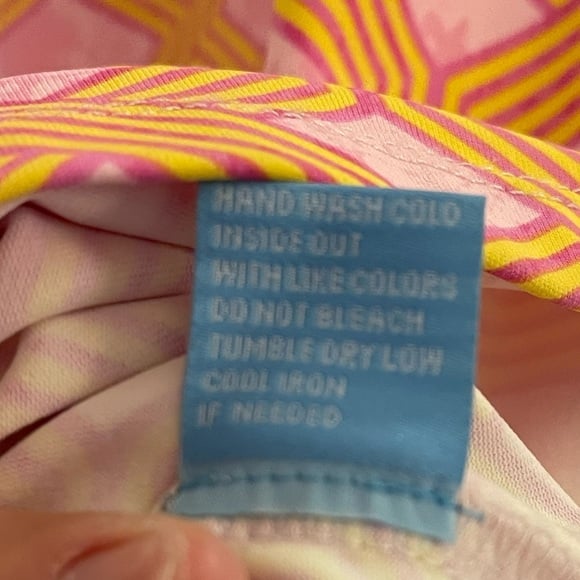 HAND WASH COLD
INSIDE OUT
WITH LIKE COLORS
DO NOT BLEACH
TUMBLE DRY LOW
COOL IRON
IF NEEDED